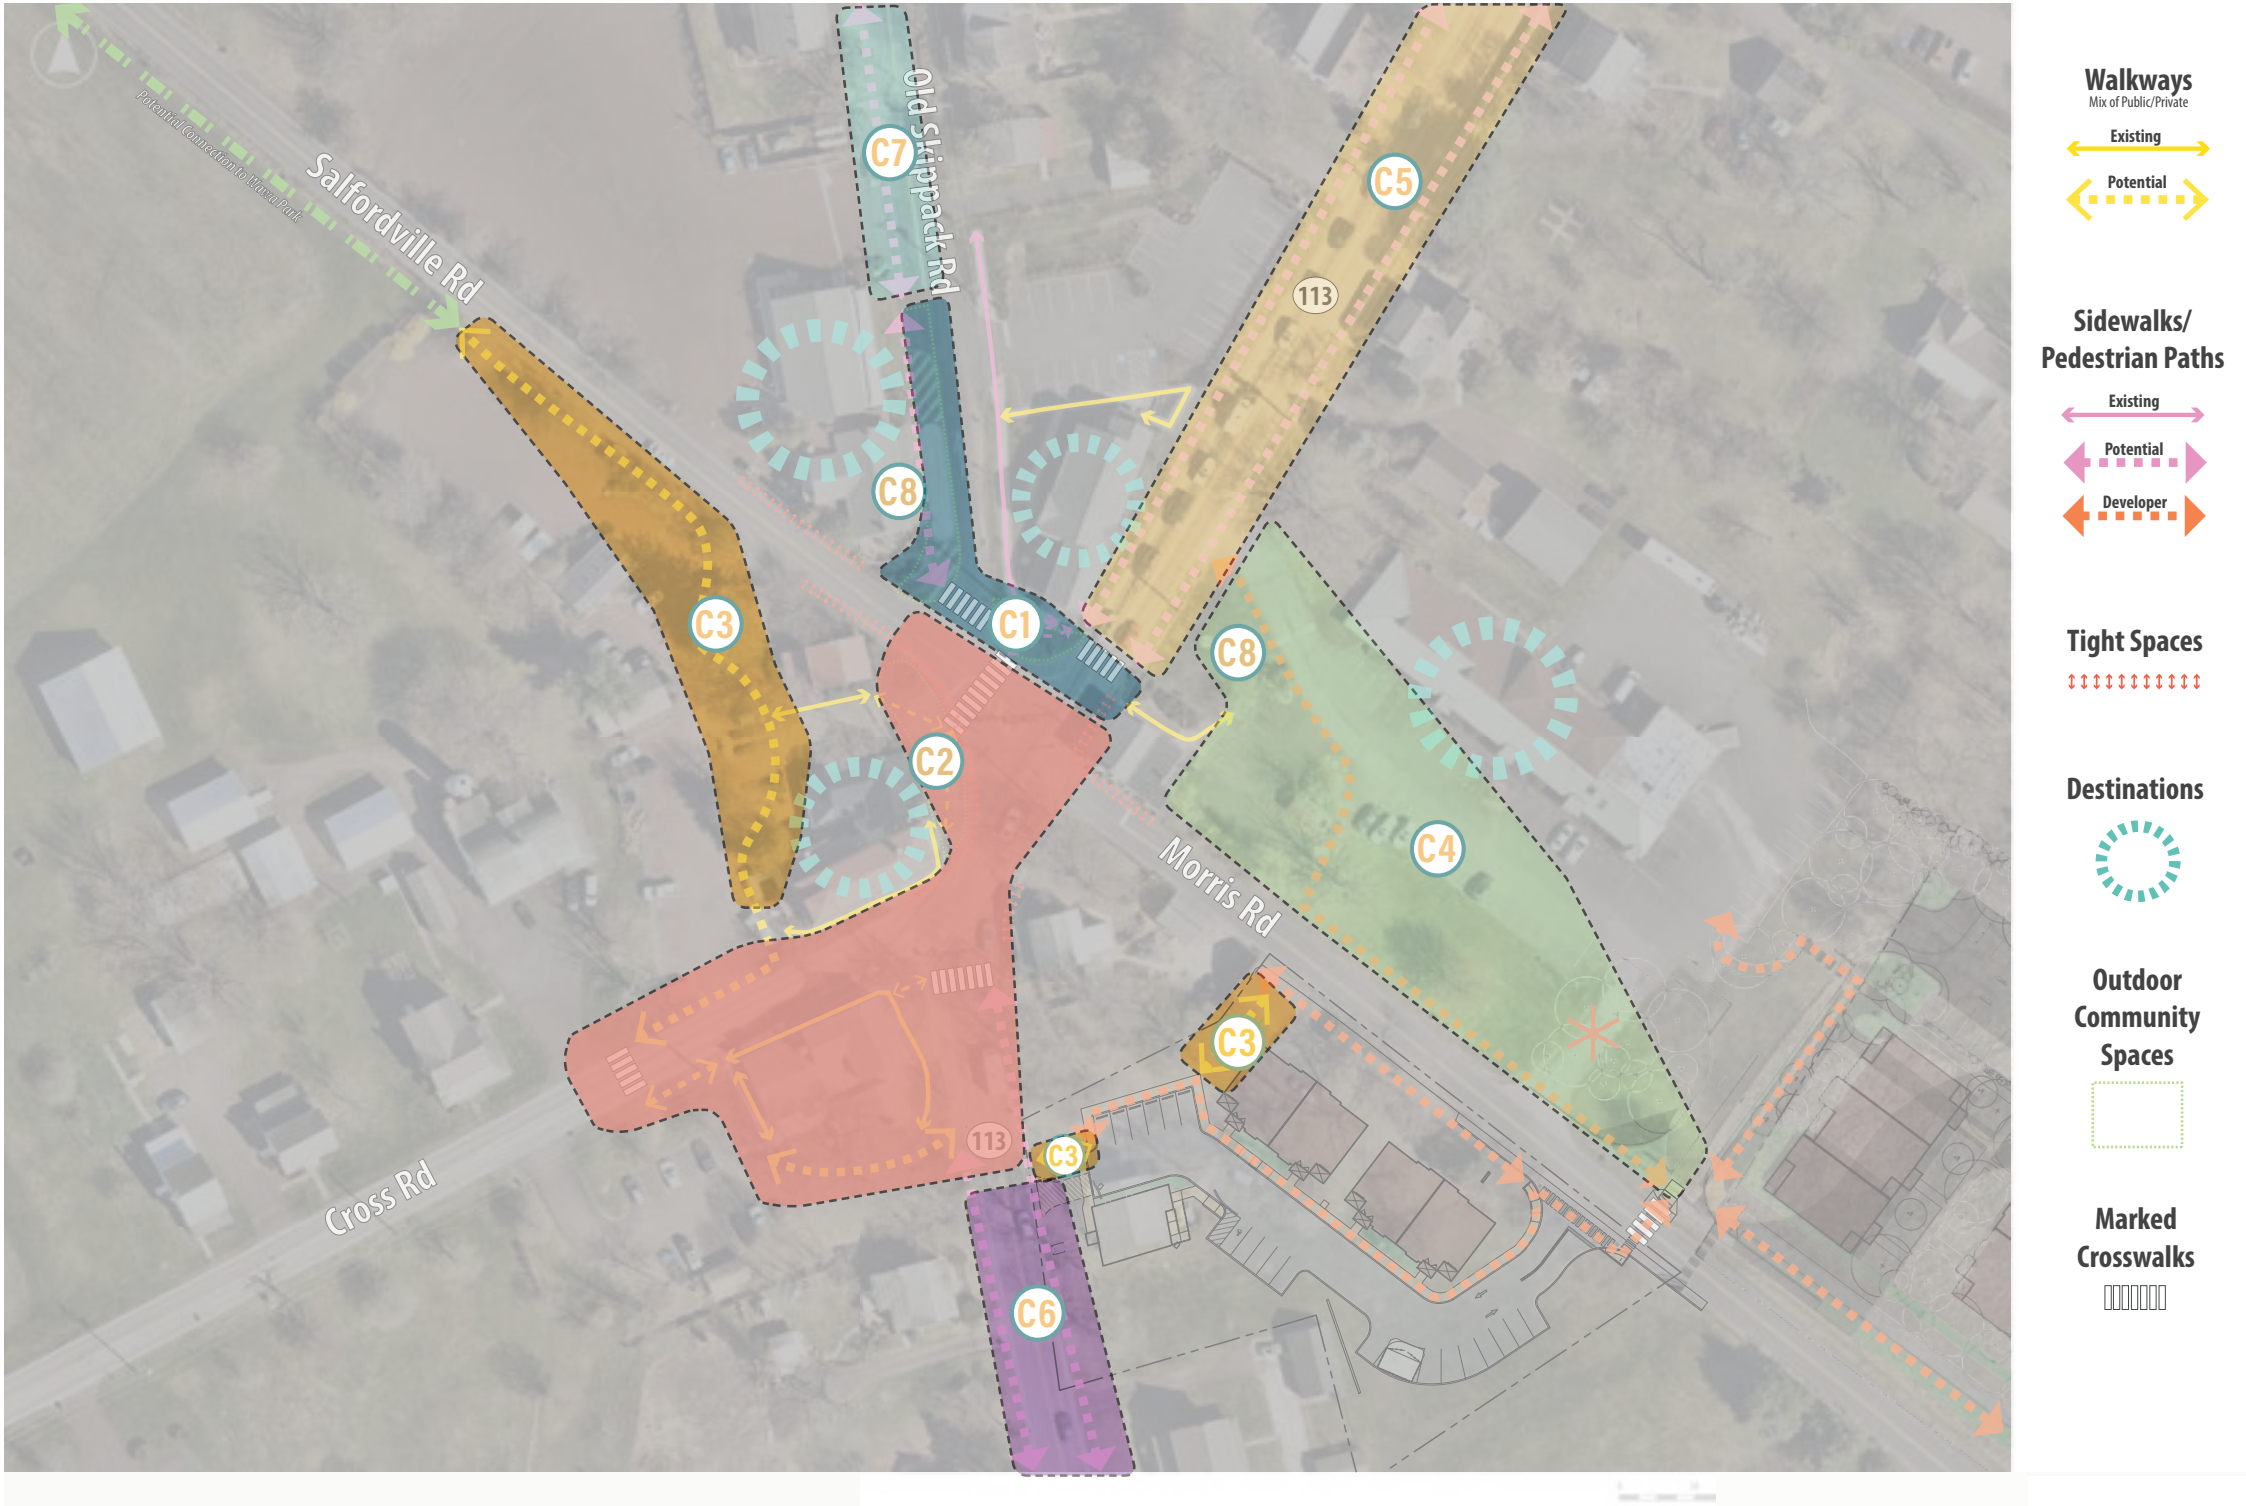 Potential Connection to Wawa Park
Salfordville Rd
Old Skippack Rd
C7
C5
113
C8
C3
C1
C8
C2
C4
Morris Rd
C3
113
C3
Cross Rd
C6
Walkways
Mix of Public/Private
Existing
Potential
Sidewalks/
Pedestrian Paths
Existing
Potential
Developer
Tight Spaces
Destinations
Outdoor
Community
Spaces
Marked
Crosswalks